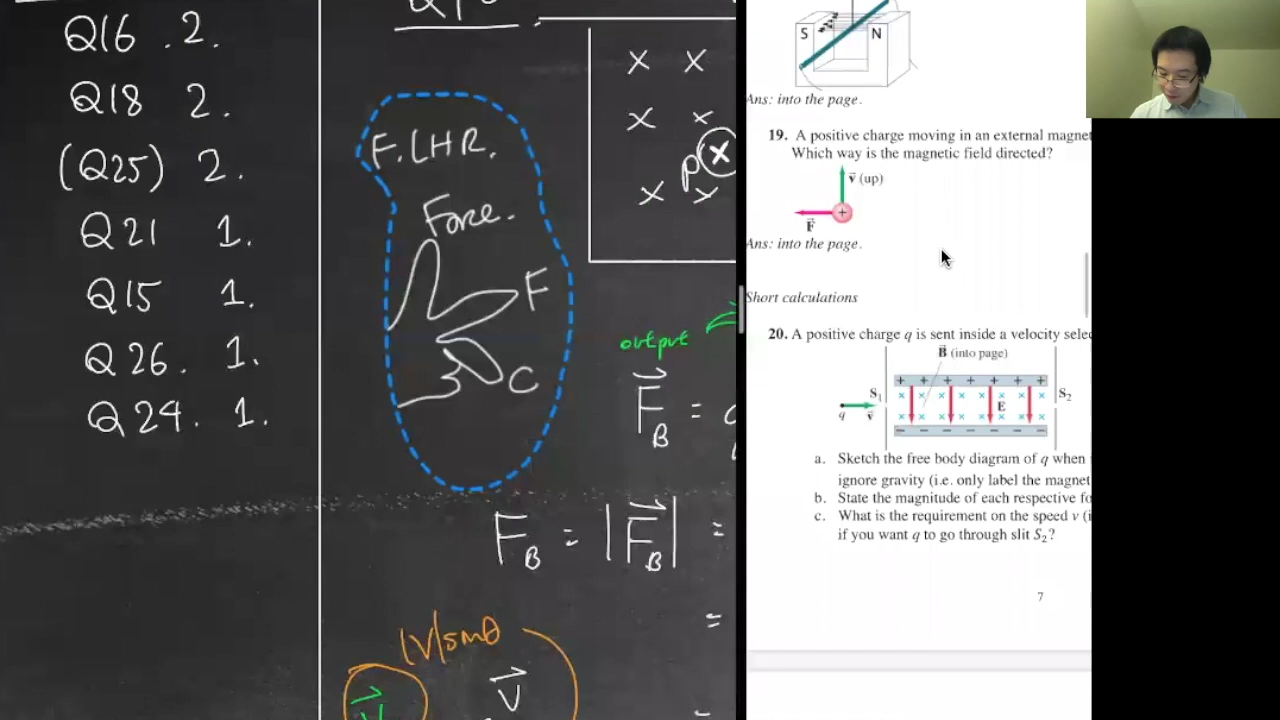 Q16 . 2.
Q18 2.
(Q25) 2.
Q21 1.
Q15 1.
Q26. 1.
Q24. 1.
F.LHR.
Force.
F
C
x x
x x
P x
x x
output
F_B =
F_B = |F_B| =
=
|V|sinθ
V
V
S N
Ans: into the page.
19. A positive charge moving in an external magnet
Which way is the magnetic field directed?
v (up)
+
F
Ans: into the page.
Short calculations
20. A positive charge q is sent inside a velocity sele
B (into page)
+ + + + + + +
S1 x x x x x x x x S2
E
q v
x x x x x x x x
− − − − − − −
a. Sketch the free body diagram of q when
ignore gravity (i.e. only label the magnet
b. State the magnitude of each respective fo
c. What is the requirement on the speed v (i
if you want q to go through slit S2?
7